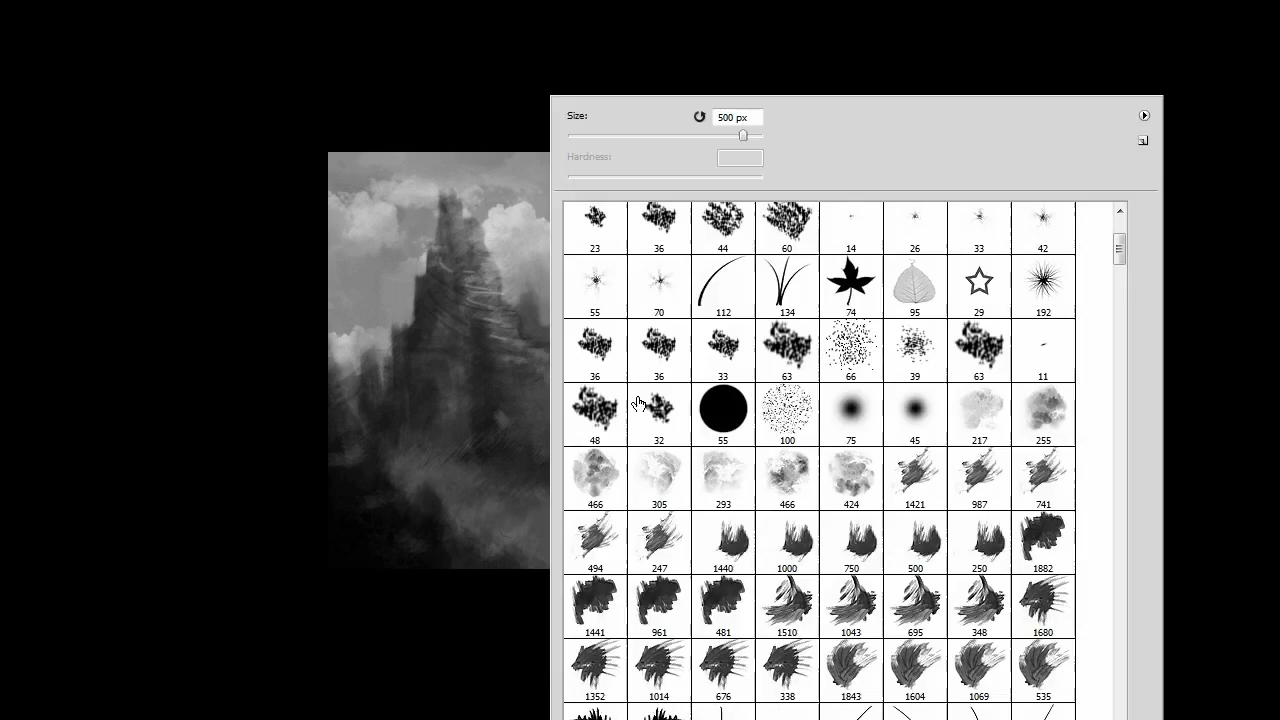 Size:
500 px
Hardness:
23 36 44 60 14 26 33 42
55 70 112 134 74 95 29 192
36 36 33 63 66 39 63 11
48 32 55 100 75 45 217 255
466 305 293 466 424 1421 987 741
494 247 1440 1000 750 500 250 1882
1441 961 481 1510 1043 695 348 1680
1352 1014 676 338 1843 1604 1069 535